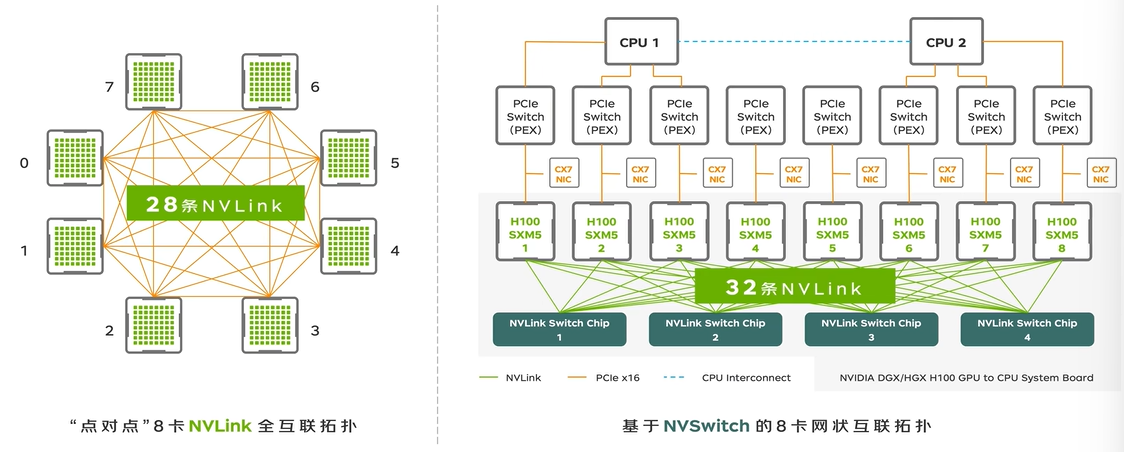 7
6
0
5
28条NVLink
1
4
2
3
“点对点”8卡NVLink全互联拓扑
CPU 1
CPU 2
PCIe
Switch
(PEX)
PCIe
Switch
(PEX)
PCIe
Switch
(PEX)
PCIe
Switch
(PEX)
PCIe
Switch
(PEX)
PCIe
Switch
(PEX)
PCIe
Switch
(PEX)
PCIe
Switch
(PEX)
CX7
NIC
CX7
NIC
CX7
NIC
CX7
NIC
CX7
NIC
CX7
NIC
CX7
NIC
CX7
NIC
H100
SXM5
1
H100
SXM5
2
H100
SXM5
3
H100
SXM5
4
H100
SXM5
5
H100
SXM5
6
H100
SXM5
7
H100
SXM5
8
32条NVLink
NVLink Switch Chip
1
NVLink Switch Chip
2
NVLink Switch Chip
3
NVLink Switch Chip
4
NVLink
PCIe x16
CPU Interconnect
NVIDIA DGX/HGX H100 GPU to CPU System Board
基于NVSwitch的8卡网状互联拓扑